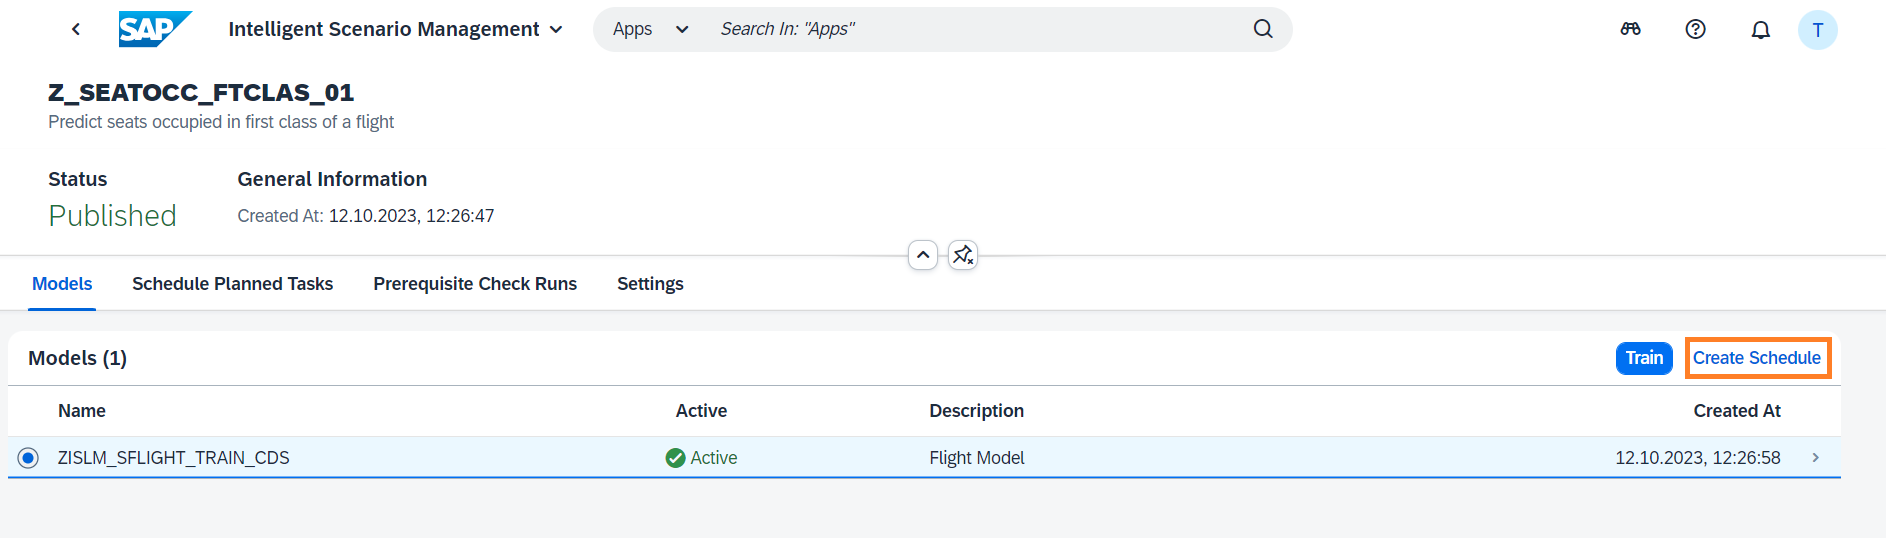 SAP Intelligent Scenario Management Apps Search In: "Apps" T
Z_SEATOCC_FTCLAS_01
Predict seats occupied in first class of a flight
Status General Information
Published Created At: 12.10.2023, 12:26:47
Models Schedule Planned Tasks Prerequisite Check Runs Settings
Models (1) Train Create Schedule
Name Active Description Created At
ZISLM_SFLIGHT_TRAIN_CDS Active Flight Model 12.10.2023, 12:26:58